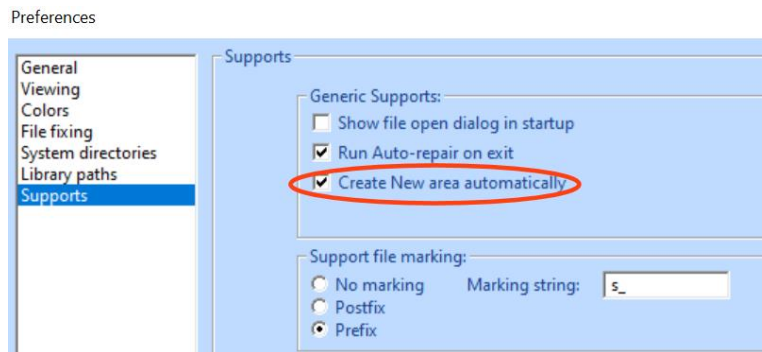 Preferences
General
Viewing
Colors
File fixing
System directories
Library paths
Supports
Supports
Generic Supports:
Show file open dialog in startup
Run Auto-repair on exit
Create New area automatically
Support file marking:
No marking Marking string: s_
Postfix
Prefix